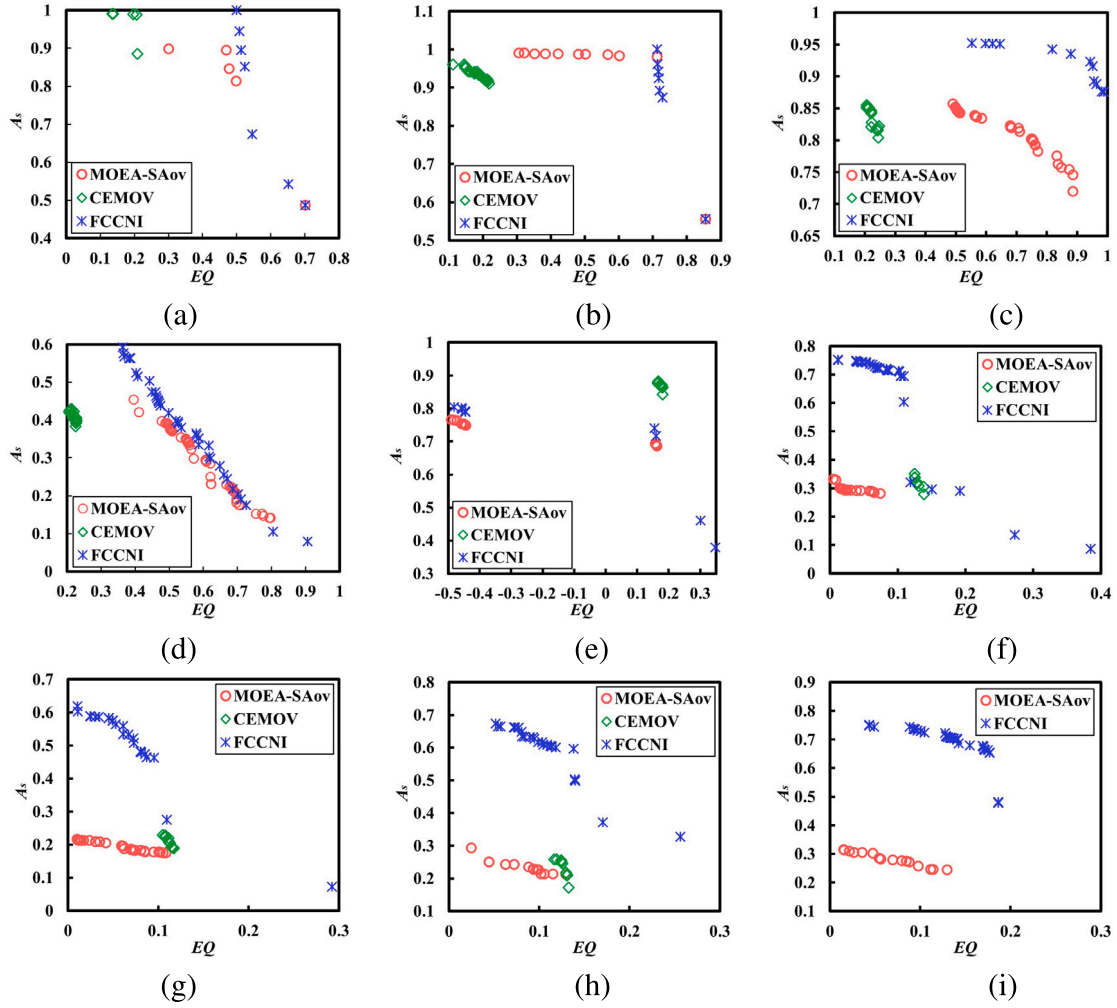 1
0.9
0.8
0.7
0.6
0.5
0.4
As
MOEA-SAov
CEMOV
FCCNI
0 0.1 0.2 0.3 0.4 0.5 0.6 0.7 0.8
EQ
(a)
1.1
1
0.9
0.8
0.7
0.6
0.5
As
MOEA-SAov
CEMOV
FCCNI
0.1 0.2 0.3 0.4 0.5 0.6 0.7 0.8 0.9
EQ
(b)
1
0.95
0.9
0.85
0.8
0.75
0.7
0.65
As
MOEA-SAov
CEMOV
FCCNI
0.1 0.2 0.3 0.4 0.5 0.6 0.7 0.8 0.9 1
EQ
(c)
0.6
0.5
0.4
0.3
0.2
0.1
0
As
MOEA-SAov
CEMOV
FCCNI
0.2 0.3 0.4 0.5 0.6 0.7 0.8 0.9 1
EQ
(d)
1
0.9
0.8
0.7
0.6
0.5
0.4
0.3
As
MOEA-SAov
CEMOV
FCCNI
-0.5 -0.4 -0.3 -0.2 -0.1 0 0.1 0.2 0.3
EQ
(e)
0.8
0.7
0.6
0.5
0.4
0.3
0.2
0.1
0
As
MOEA-SAov
CEMOV
FCCNI
0 0.1 0.2 0.3 0.4
EQ
(f)
0.7
0.6
0.5
0.4
0.3
0.2
0.1
0
As
MOEA-SAov
CEMOV
FCCNI
0 0.1 0.2 0.3
EQ
(g)
0.8
0.7
0.6
0.5
0.4
0.3
0.2
0.1
As
MOEA-SAov
CEMOV
FCCNI
0 0.1 0.2 0.3
EQ
(h)
0.9
0.8
0.7
0.6
0.5
0.4
0.3
0.2
0.1
As
MOEA-SAov
FCCNI
0 0.1 0.2 0.3
EQ
(i)